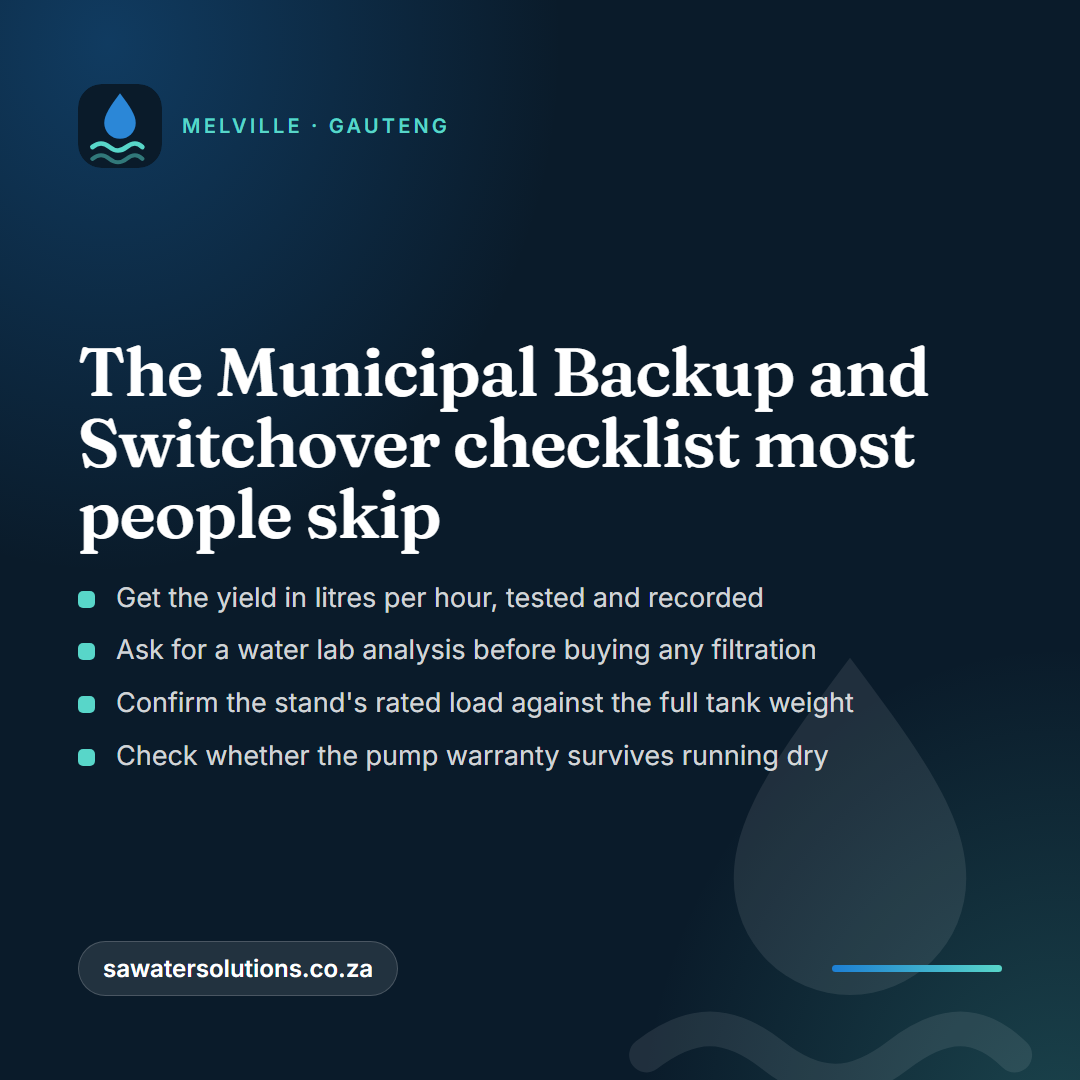 MELVILLE · GAUTENG
The Municipal Backup and
Switchover checklist most
people skip
Get the yield in litres per hour, tested and recorded
Ask for a water lab analysis before buying any filtration
Confirm the stand's rated load against the full tank weight
Check whether the pump warranty survives running dry
sawatersolutions.co.za